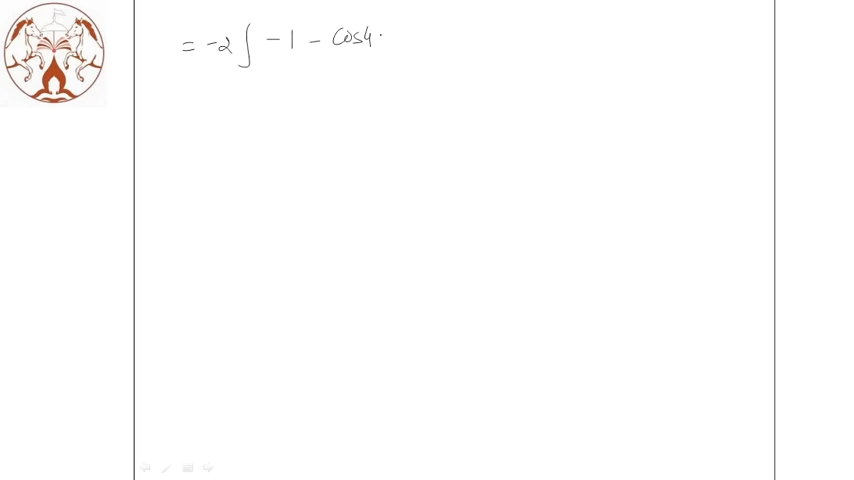 = -2 ∫ -1 - cos4